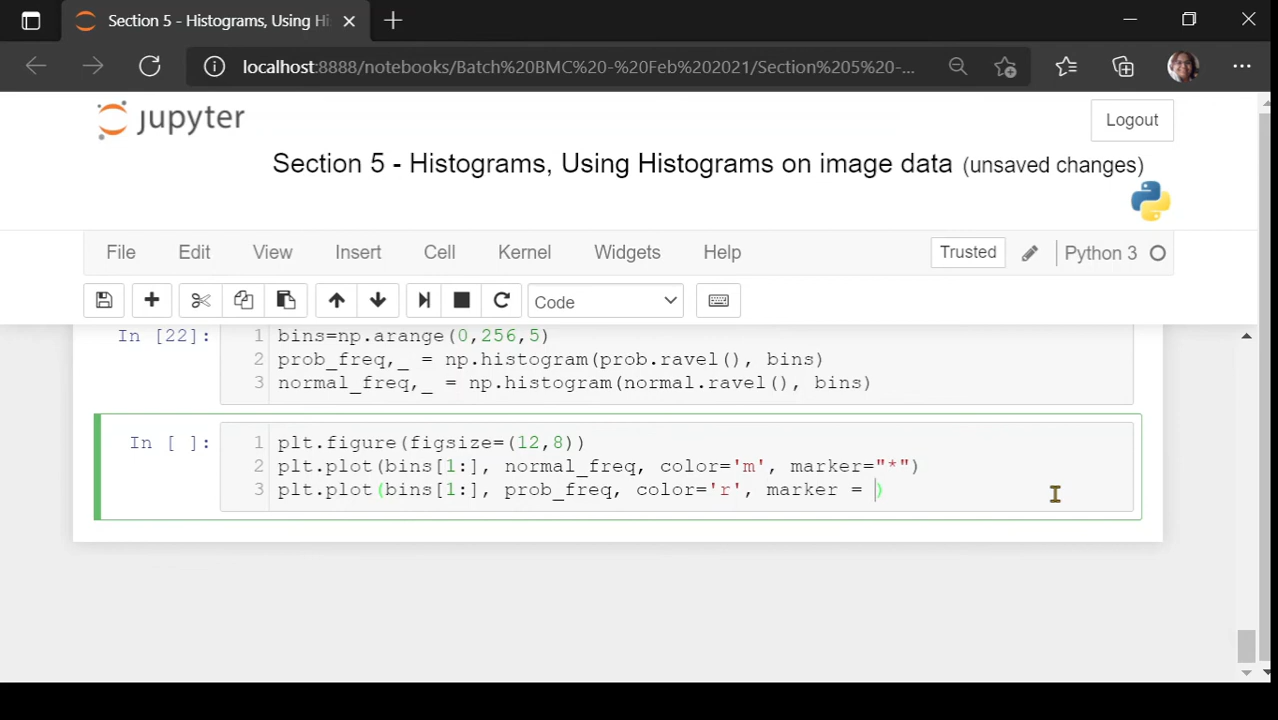 Section 5 - Histograms, Using Hi
localhost:8888/notebooks/Batch%20BMC%20-%20Feb%202021/Section%205%20-...
jupyter
Logout
Section 5 - Histograms, Using Histograms on image data (unsaved changes)
File Edit View Insert Cell Kernel Widgets Help Trusted Python 3
Code
In [22]: 1 bins=np.arange(0,256,5)
2 prob_freq,_ = np.histogram(prob.ravel(), bins)
3 normal_freq,_ = np.histogram(normal.ravel(), bins)
In [ ]: 1 plt.figure(figsize=(12,8))
2 plt.plot(bins[1:], normal_freq, color='m', marker="*")
3 plt.plot(bins[1:], prob_freq, color='r', marker = )